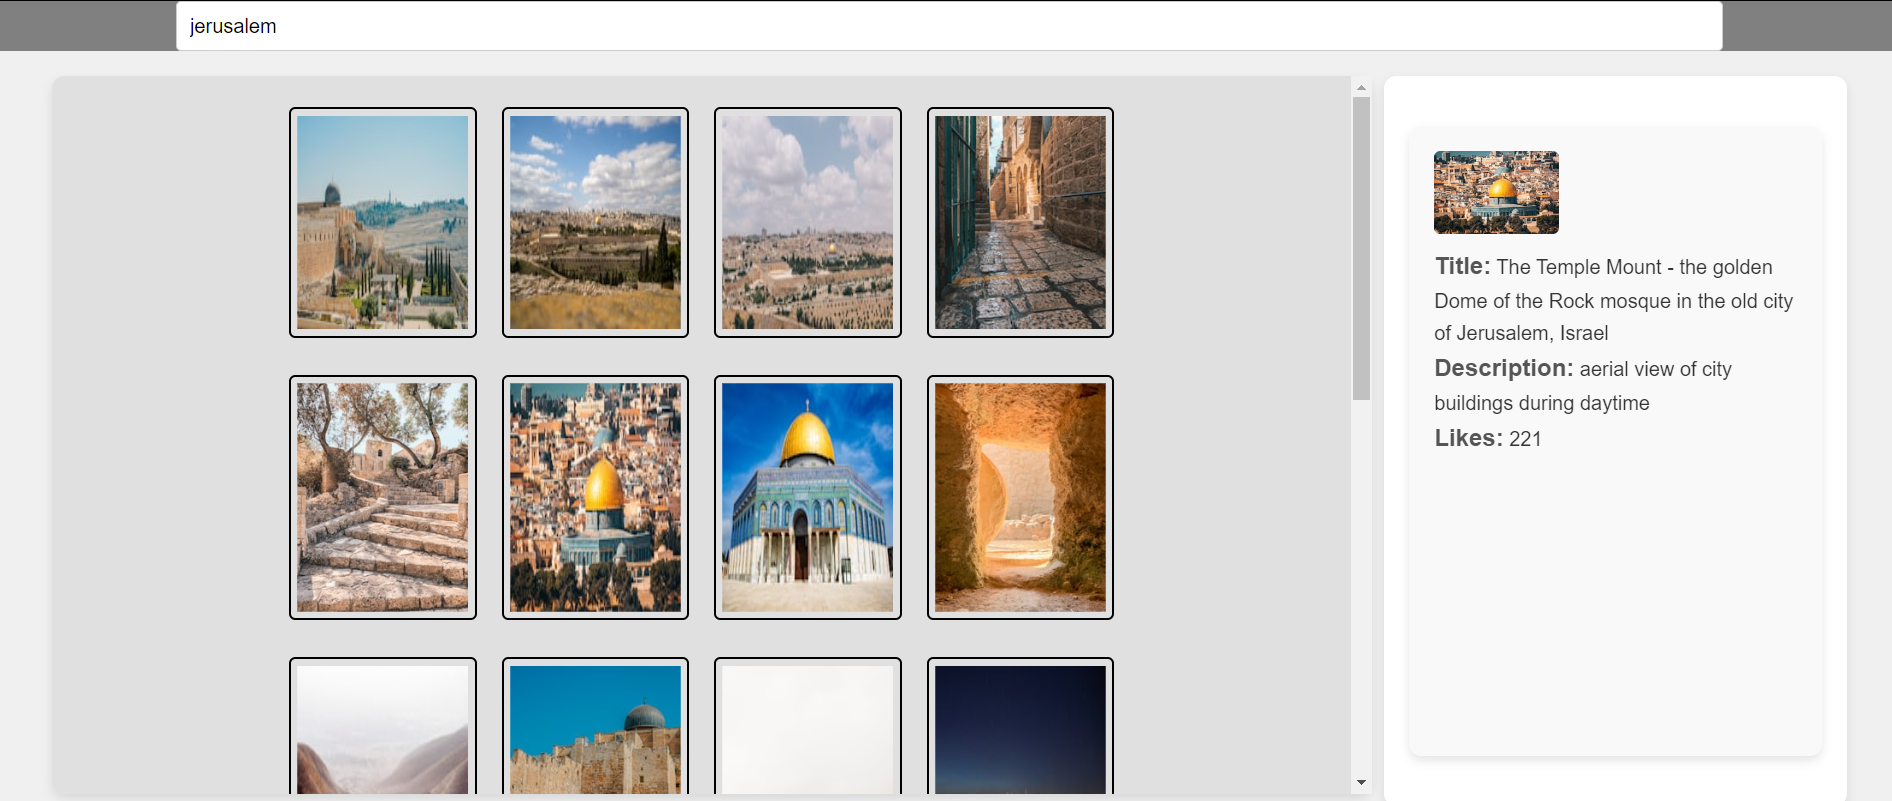 jerusalem
Title: The Temple Mount - the golden
Dome of the Rock mosque in the old city
of Jerusalem, Israel
Description: aerial view of city
buildings during daytime
Likes: 221